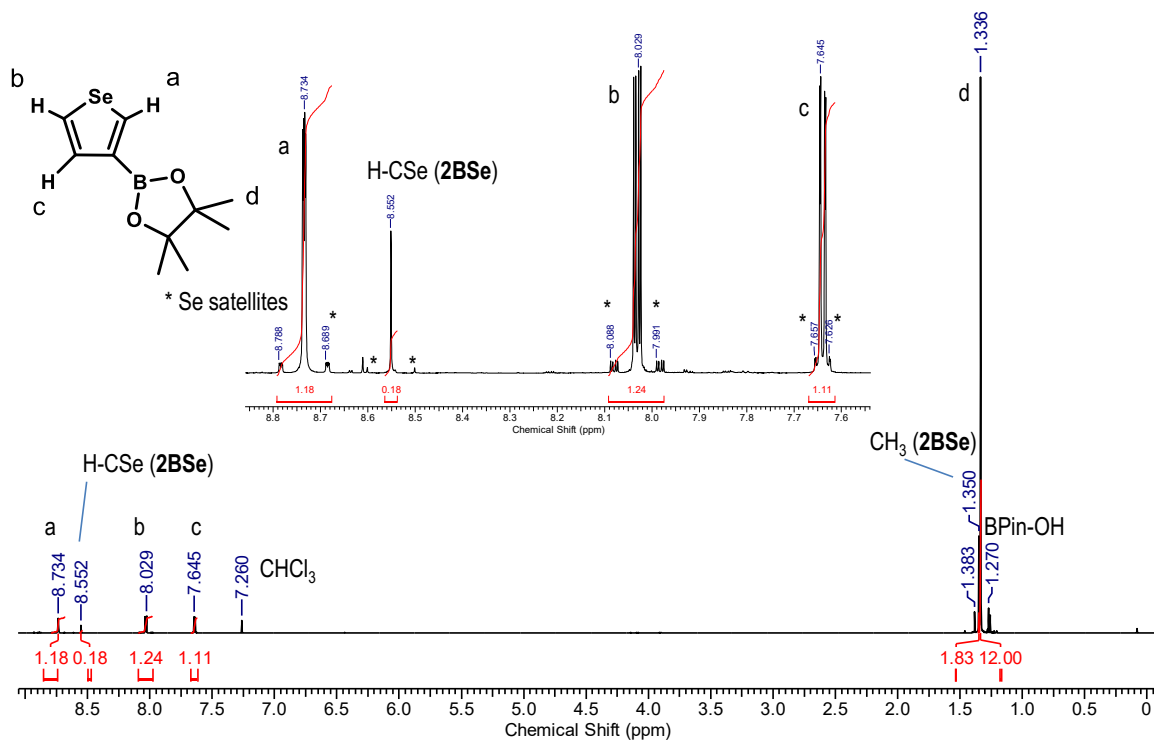 1.336
b
a
Se
H
H
H
c
B
O
O
d
* Se satellites
a
8.734
H-CSe (2BSe)
8.552
b
8.029
c
7.645
d
8.788
8.689
*
*
*
*
8.088
*
7.991
*
7.657
7.626
*
1.18
0.18
1.24
1.11
8.8 8.7 8.6 8.5 8.4 8.3 8.2 8.1 8.0 7.9 7.8 7.7 7.6
Chemical Shift (ppm)
H-CSe (2BSe)
CH3 (2BSe)
a
b
c
8.734
8.552
8.029
7.645
7.260
CHCl3
1.383
1.350
BPin-OH
1.270
1.18 0.18 1.24 1.11 1.83 12.00
8.5 8.0 7.5 7.0 6.5 6.0 5.5 5.0 4.5 4.0 3.5 3.0 2.5 2.0 1.5 1.0 0.5 0
Chemical Shift (ppm)